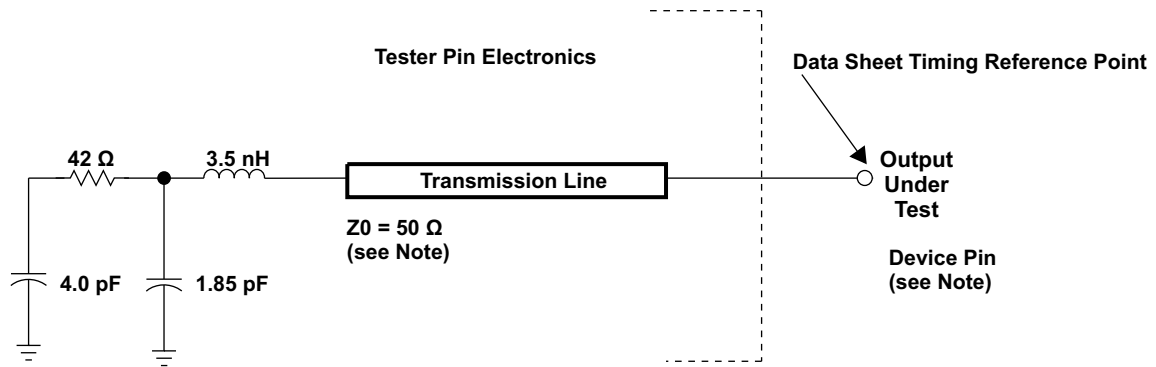 Tester Pin Electronics
Data Sheet Timing Reference Point
42 Ω
3.5 nH
Transmission Line
Output
Under
Test
Z0 = 50 Ω
(see Note)
Device Pin
(see Note)
4.0 pF
1.85 pF